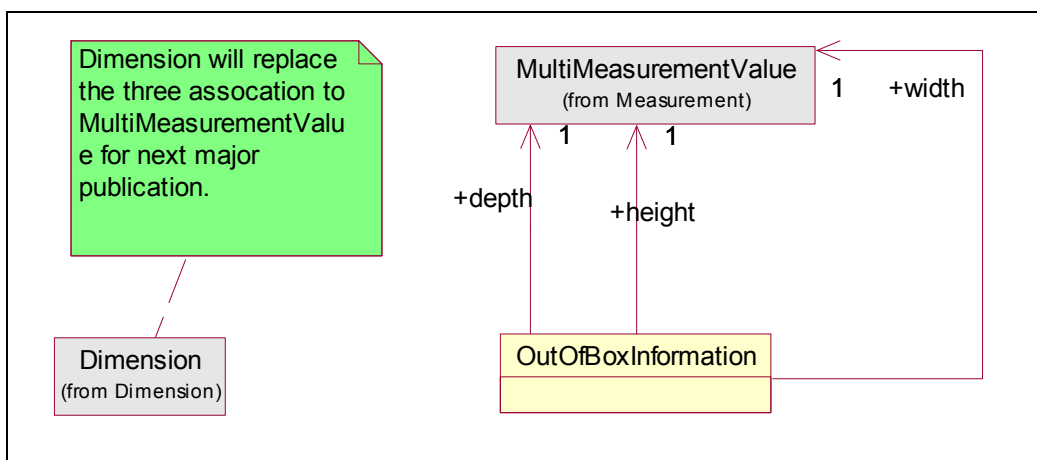 Dimension will replace
the three assocation to
MultiMeasurementValu
e for next major
publication.
Dimension
(from Dimension)
MultiMeasurementValue
(from Measurement)
1
+width
1
1
+depth
+height
OutOfBoxInformation